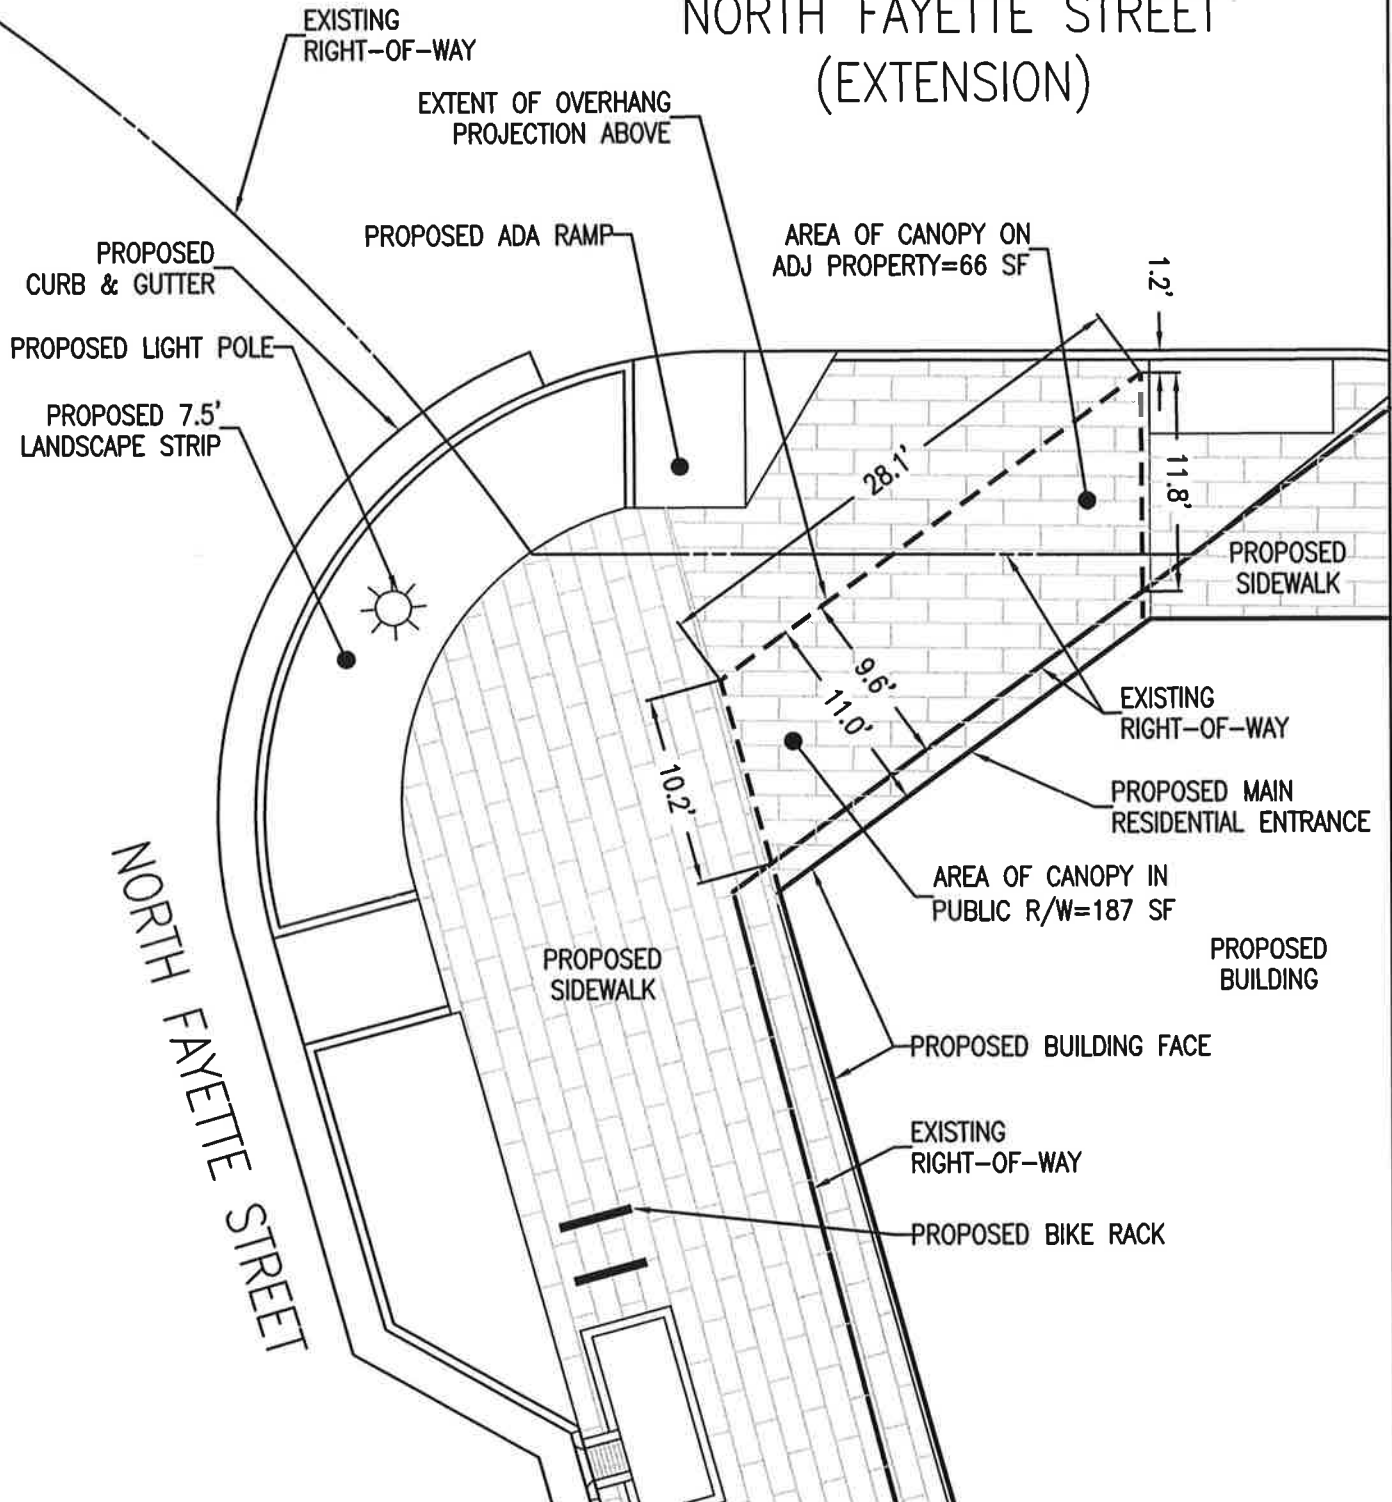 NORTH FAYETTE STREET
(EXTENSION)
EXISTING
RIGHT-OF-WAY
EXTENT OF OVERHANG
PROJECTION ABOVE
PROPOSED ADA RAMP
AREA OF CANOPY ON
ADJ PROPERTY=66 SF
1.2'
PROPOSED
CURB & GUTTER
PROPOSED LIGHT POLE
PROPOSED 7.5'
LANDSCAPE STRIP
28.1'
11.8'
PROPOSED
SIDEWALK
9.6'
11.0'
10.2'
EXISTING
RIGHT-OF-WAY
PROPOSED MAIN
RESIDENTIAL ENTRANCE
AREA OF CANOPY IN
PUBLIC R/W=187 SF
PROPOSED
BUILDING
PROPOSED
SIDEWALK
NORTH FAYETTE STREET
PROPOSED BUILDING FACE
EXISTING
RIGHT-OF-WAY
PROPOSED BIKE RACK